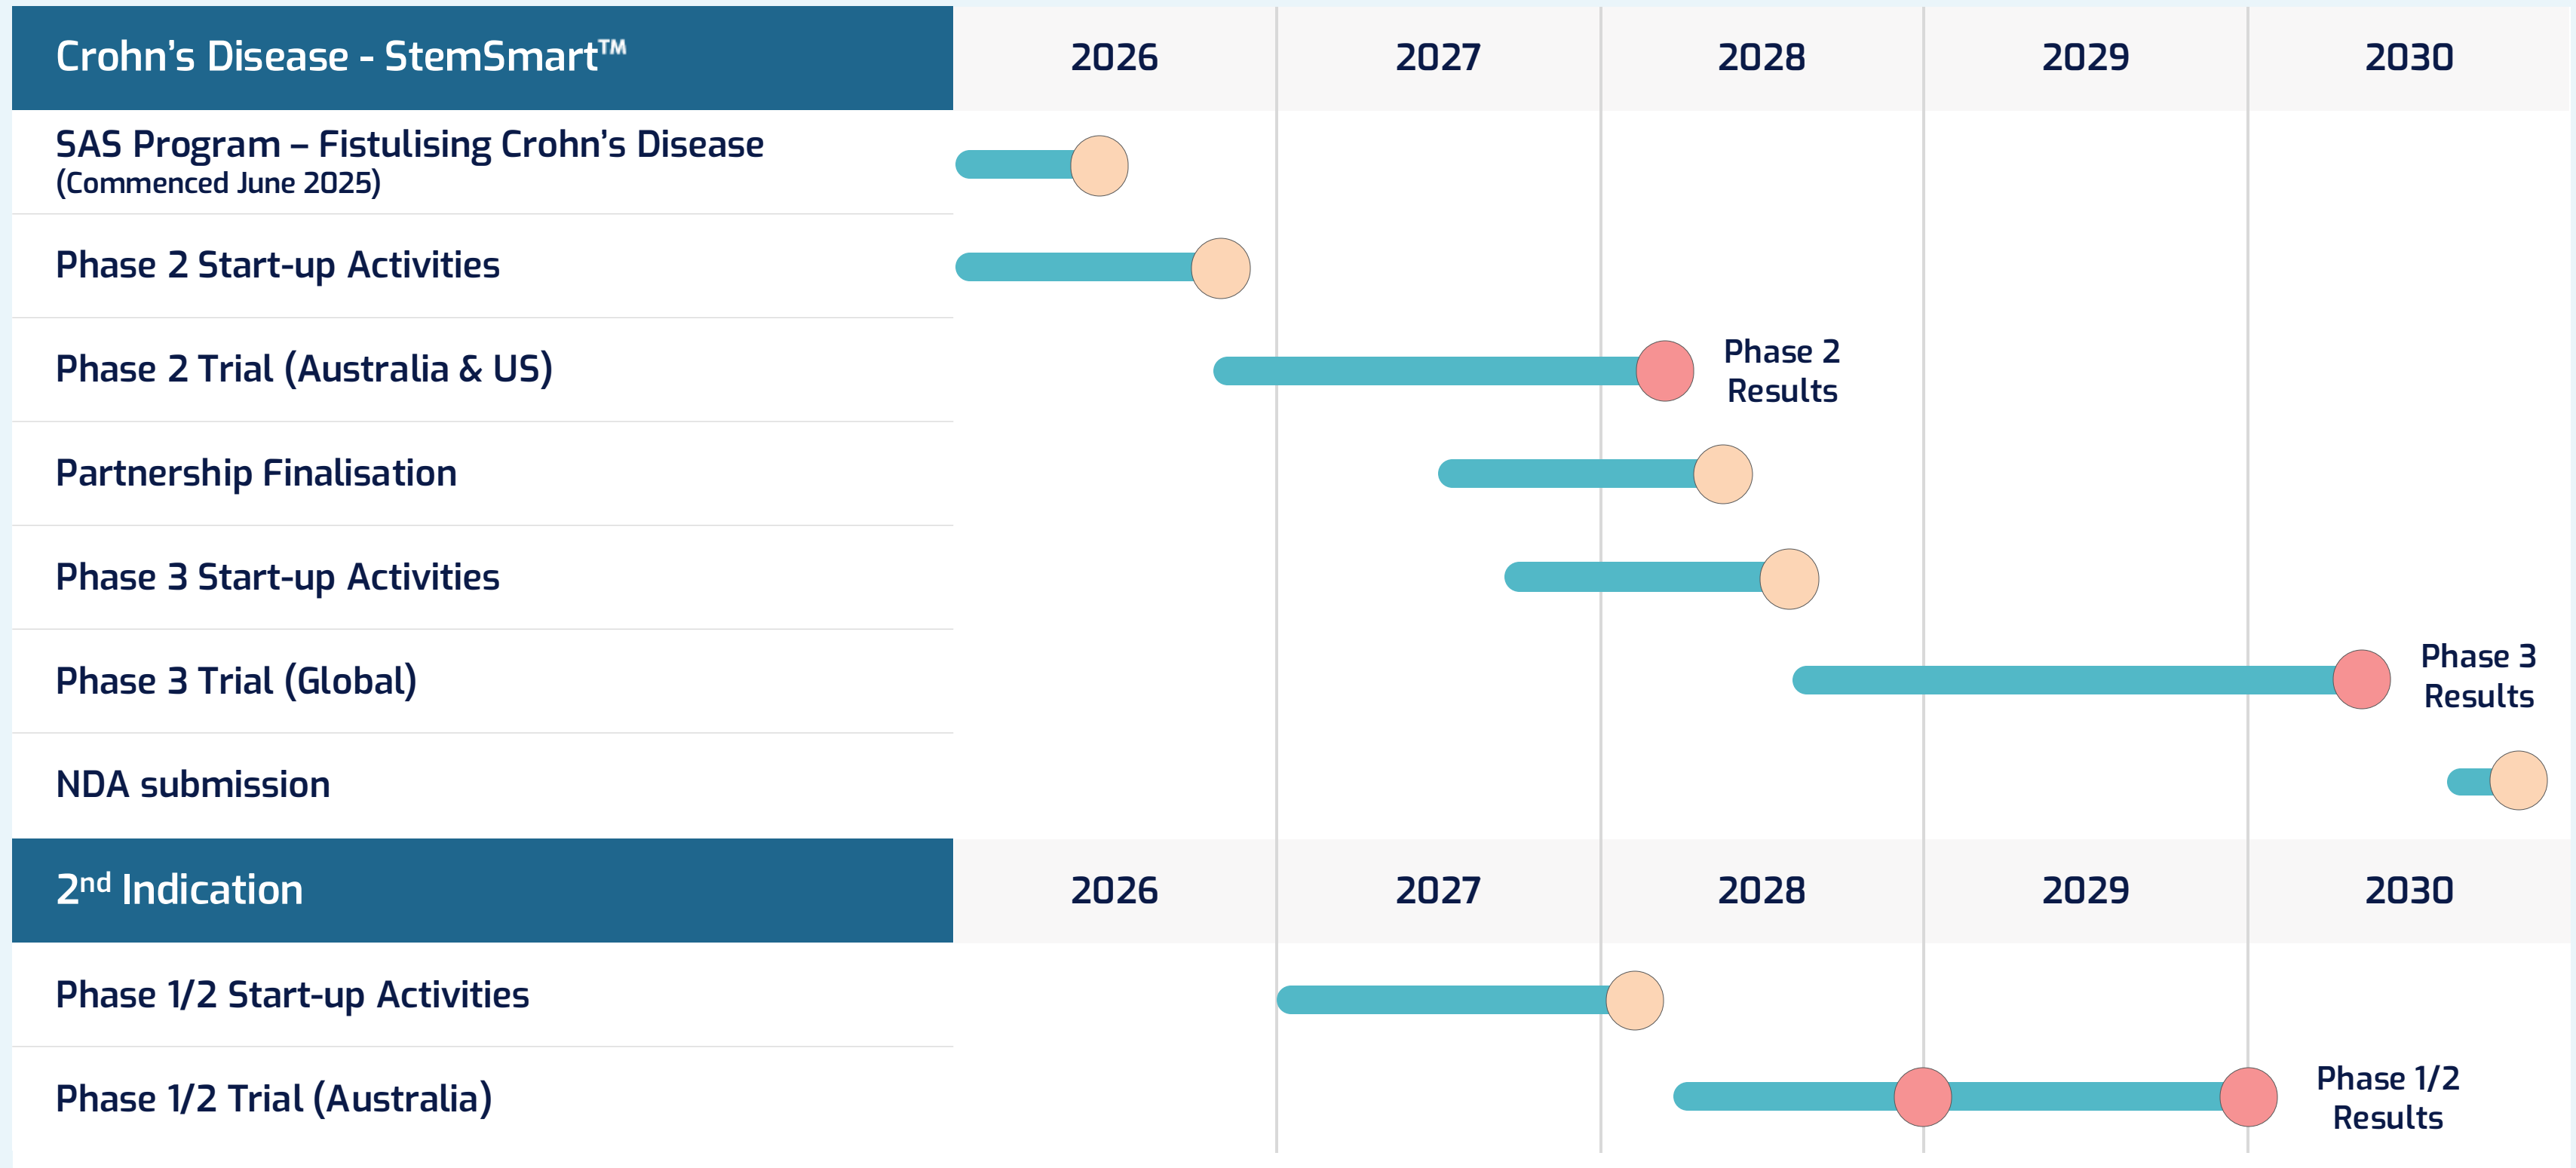 Crohn's Disease - StemSmart™ 2026 2027 2028 2029 2030
SAS Program – Fistulising Crohn's Disease
(Commenced June 2025)
Phase 2 Start-up Activities
Phase 2 Trial (Australia & US)
Phase 2
Results
Partnership Finalisation
Phase 3 Start-up Activities
Phase 3 Trial (Global)
Phase 3
Results
NDA submission
2nd Indication 2026 2027 2028 2029 2030
Phase 1/2 Start-up Activities
Phase 1/2 Trial (Australia)
Phase 1/2
Results